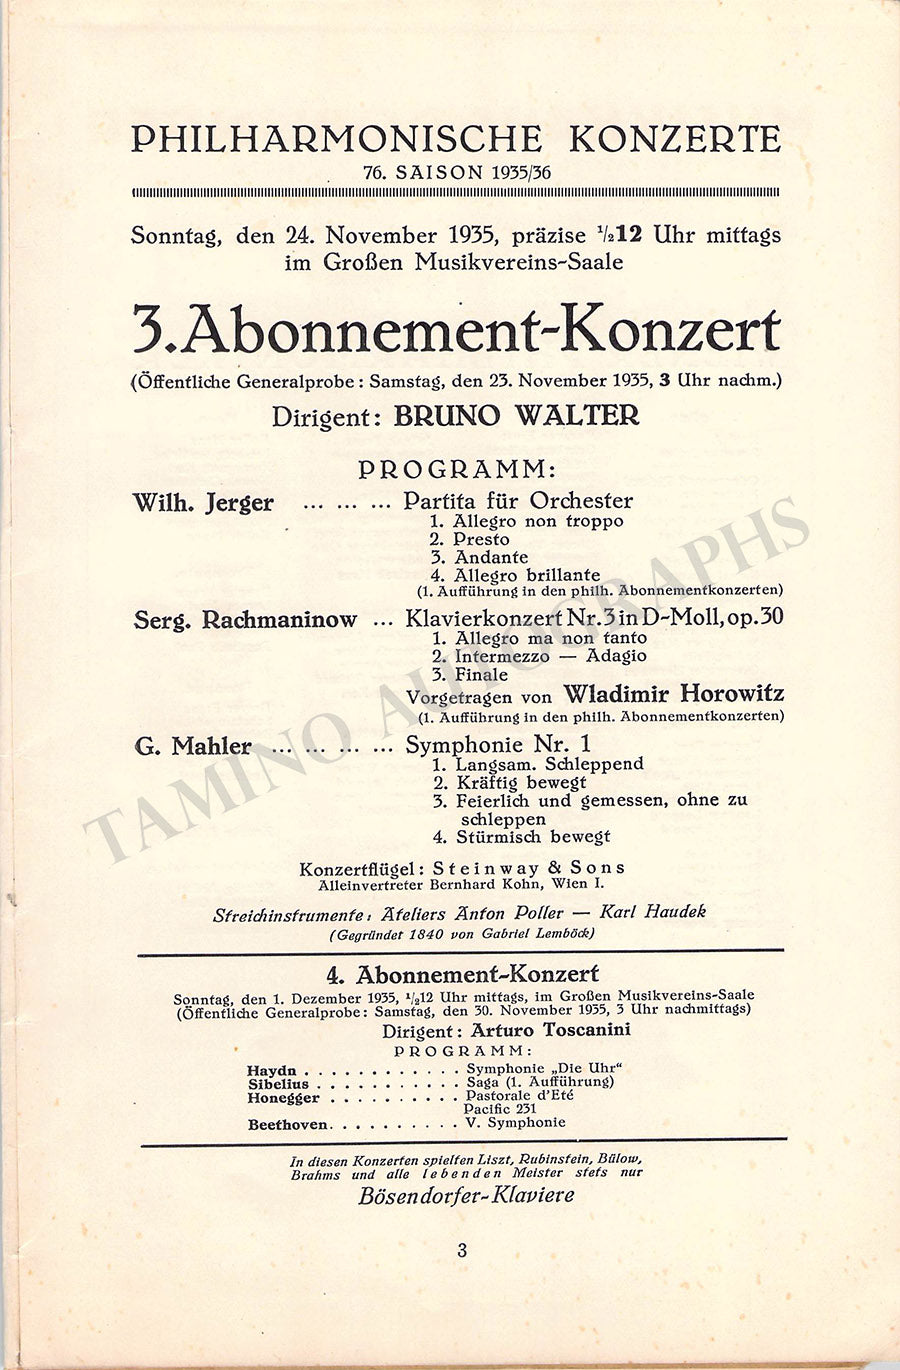 PHILHARMONISCHE KONZERTE
76. SAISON 1935/36
Sonntag, den 24. November 1935, präzise ½12 Uhr mittags
im Großen Musikvereins-Saale
3. Abonnement-Konzert
(Öffentliche Generalprobe: Samstag, den 23. November 1935, 3 Uhr nachm.)
Dirigent: BRUNO WALTER
PROGRAMM:
Wilh. Jerger ... ... ... Partita für Orchester
1. Allegro non troppo
2. Presto
3. Andante
4. Allegro brillante
(1. Aufführung in den philh. Abonnementkonzerten)
Serg. Rachmaninow ... Klavierkonzert Nr. 3 in D-Moll, op. 30
1. Allegro ma non tanto
2. Intermezzo — Adagio
3. Finale
Vorgetragen von Wladimir Horowitz
(1. Aufführung in den philh. Abonnementkonzerten)
G. Mahler ... ... ... ... Symphonie Nr. 1
1. Langsam. Schleppend
2. Kräftig bewegt
3. Feierlich und gemessen, ohne zu
schleppen
4. Stürmisch bewegt
TAMINO AUTOGRAPHS
Konzertflügel: Steinway & Sons
Alleinvertreter Bernhard Kohn, Wien I.
Streichinstrumente: Ateliers Anton Poller — Karl Haudek
(Gegründet 1840 von Gabriel Lemböck)
4. Abonnement-Konzert
Sonntag, den 1. Dezember 1935, ½12 Uhr mittags, im Großen Musikvereins-Saale
(Öffentliche Generalprobe: Samstag, den 30. November 1935, 3 Uhr nachmittags)
Dirigent: Arturo Toscanini
PROGRAMM:
Haydn . . . . . . . . . . . . Symphonie „Die Uhr“
Sibelius . . . . . . . . . . . Saga (1. Aufführung)
Honegger . . . . . . . . . . Pastorale d'Eté
Pacific 231
Beethoven. . . . . . . . . . V. Symphonie
In diesen Konzerten spielten Liszt, Rubinstein, Bülow,
Brahms und alle lebenden Meister stets nur
Bösendorfer-Klaviere
3